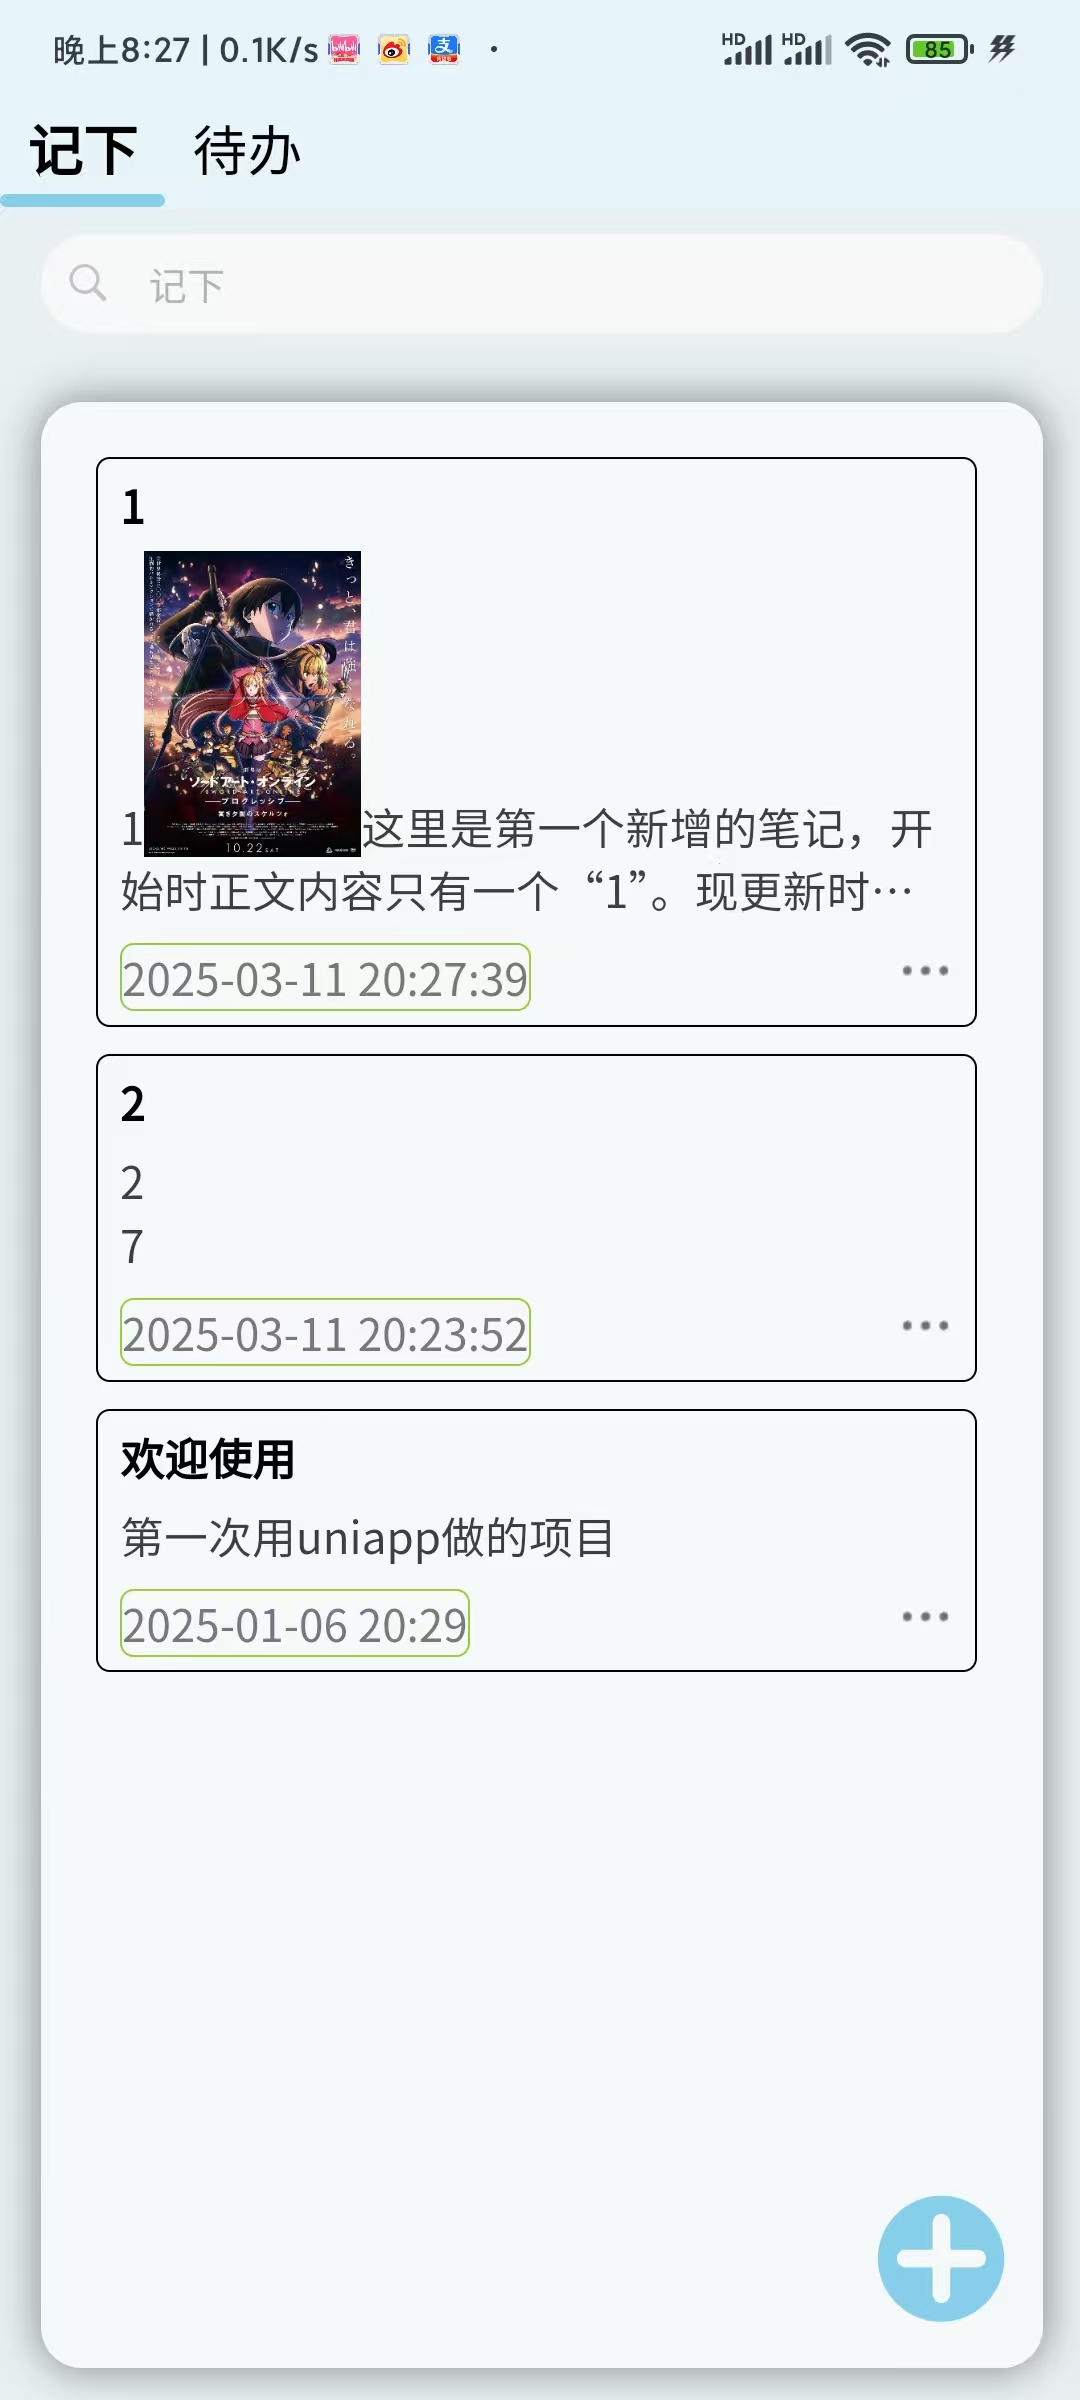 晚上8:27 | 0.1K/s
HD HD 85
记下 待办
记下
1
きっと、君は強くなれる。
ソードアート・オンライン
プログレッシブ
冥き夕闇のスケルツォ
10.22 SAT
1这里是第一个新增的笔记，开
始时正文内容只有一个“1”。现更新时…
2025-03-11 20:27:39
2
2
7
2025-03-11 20:23:52
欢迎使用
第一次用uniapp做的项目
2025-01-06 20:29